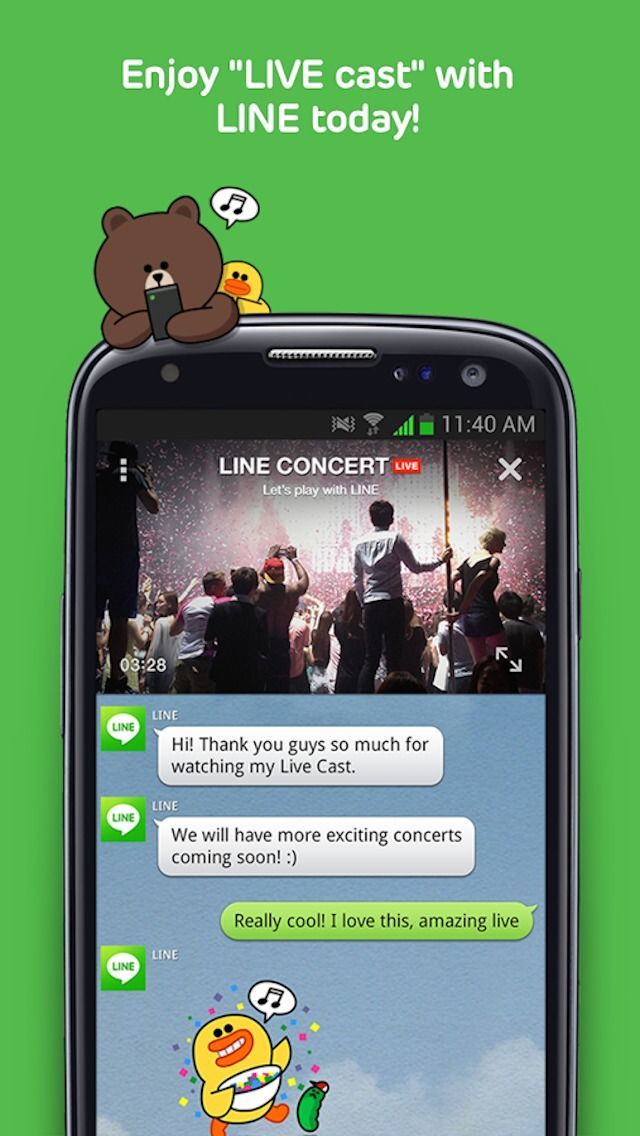 Enjoy "LIVE cast" with
LINE today!
11:40 AM
LINE CONCERT LIVE
Let's play with LINE
03:28
LINE
LINE
Hi! Thank you guys so much for
watching my Live Cast.
LINE
LINE
We will have more exciting concerts
coming soon! :)
Really cool! I love this, amazing live
LINE
LINE